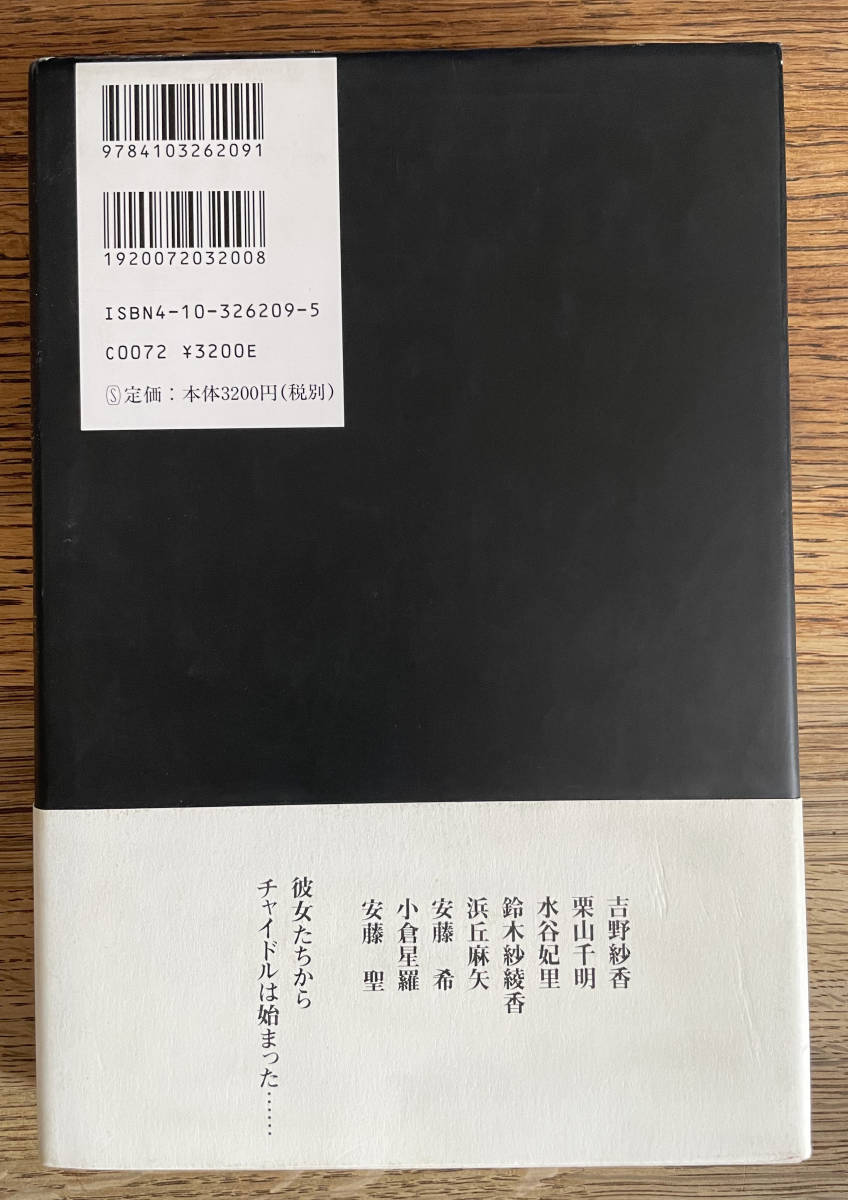 9784103262091
1920072032008
ISBN4-10-326209-5
C0072 ¥3200E
Ⓢ定価：本体3200円(税別)
吉野紗香
栗山千明
水谷妃里
鈴木紗綾香
浜丘麻矢
安藤　希
小倉星羅
安藤　聖
彼女たちから
チャイドルは始まった……